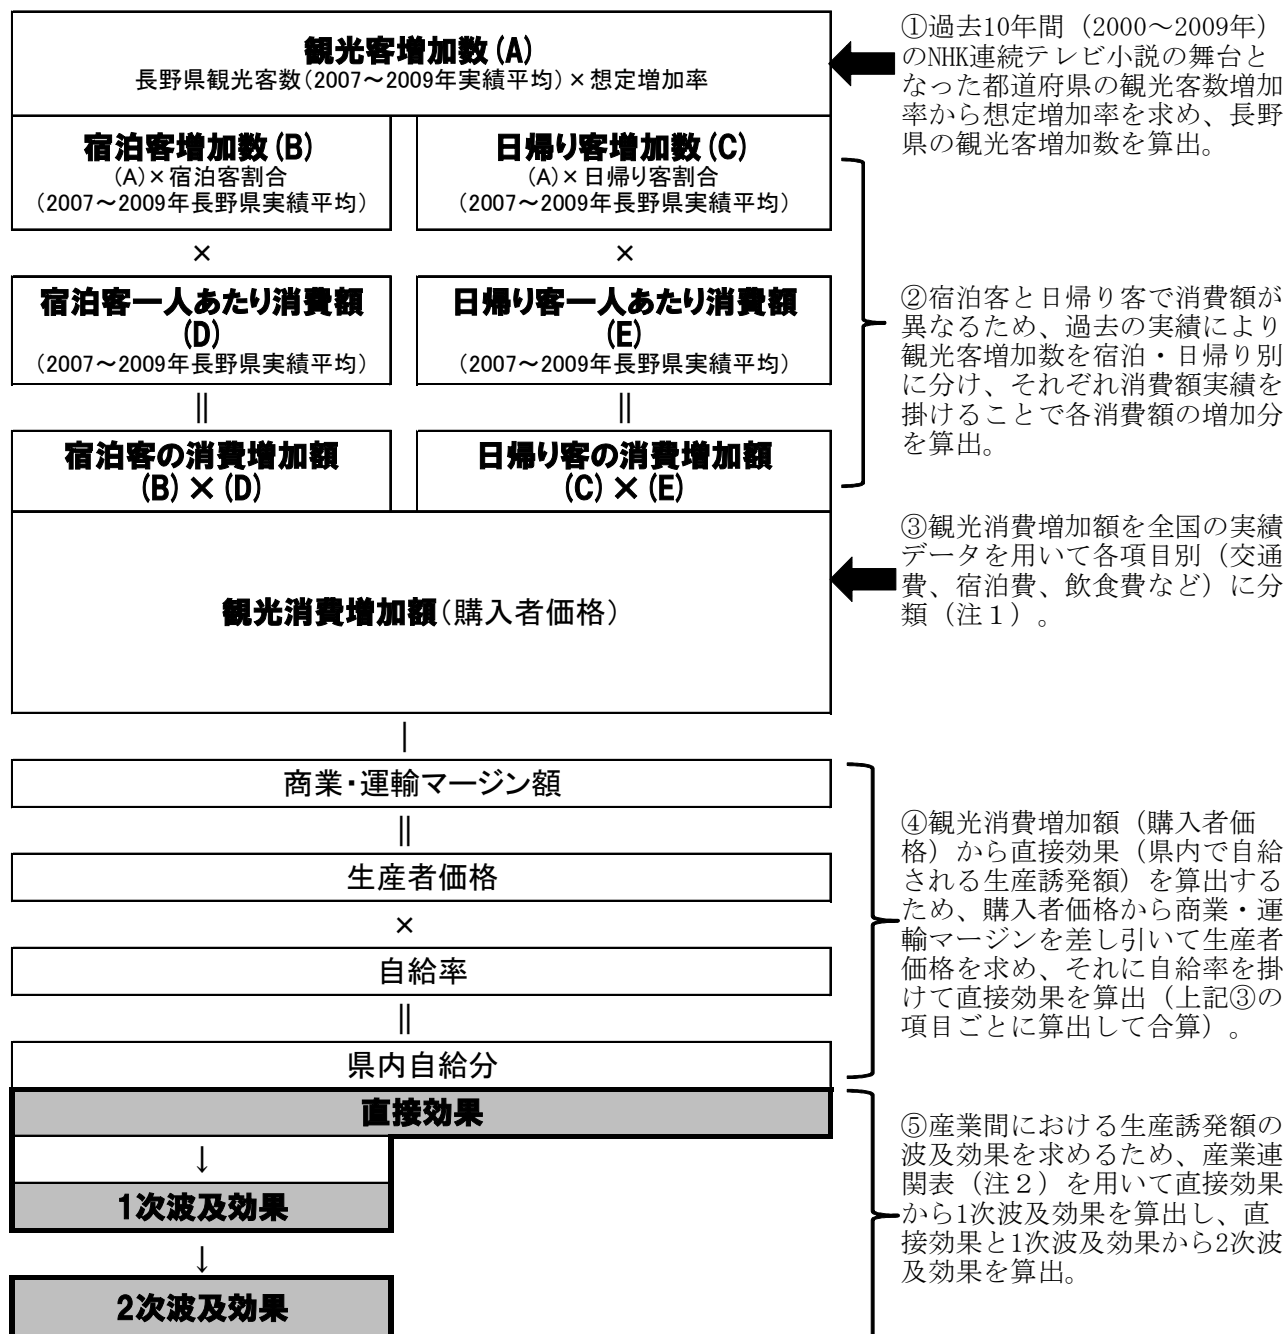 観光客増加数(A)
長野県観光客数(2007～2009年実績平均)×想定増加率
①過去10年間（2000～2009年）
のNHK連続テレビ小説の舞台と
なった都道府県の観光客数増加
率から想定増加率を求め、長野
県の観光客増加数を算出。
宿泊客増加数(B)
(A)×宿泊客割合
(2007～2009年長野県実績平均)
日帰り客増加数(C)
(A)×日帰り客割合
(2007～2009年長野県実績平均)
×
×
宿泊客一人あたり消費額
(D)
(2007～2009年長野県実績平均)
日帰り客一人あたり消費額
(E)
(2007～2009年長野県実績平均)
②宿泊客と日帰り客で消費額が
異なるため、過去の実績により
観光客増加数を宿泊・日帰り別
に分け、それぞれ消費額実績を
掛けることで各消費額の増加分
を算出。
||
||
宿泊客の消費増加額
(B)×(D)
日帰り客の消費増加額
(C)×(E)
観光消費増加額(購入者価格)
③観光消費増加額を全国の実績
データを用いて各項目別（交通
費、宿泊費、飲食費など）に分
類（注１）。
|
商業・運輸マージン額
||
生産者価格
×
自給率
||
県内自給分
④観光消費増加額（購入者価
格）から直接効果（県内で自給
される生産誘発額）を算出する
ため、購入者価格から商業・運
輸マージンを差し引いて生産者
価格を求め、それに自給率を掛
けて直接効果を算出（上記③の
項目ごとに算出して合算）。
直接効果
↓
1次波及効果
↓
2次波及効果
⑤産業間における生産誘発額の
波及効果を求めるため、産業連
関表（注２）を用いて直接効果
から1次波及効果を算出し、直
接効果と1次波及効果から2次波
及効果を算出。